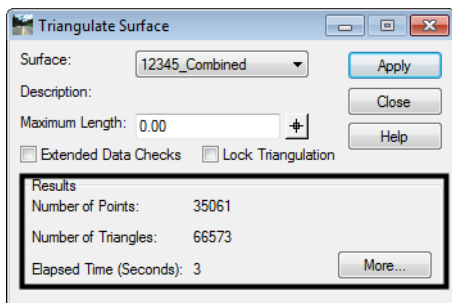 Triangulate Surface
Surface: 12345_Combined Apply
Description: Close
Maximum Length: 0.00 Help
Extended Data Checks Lock Triangulation
Results
Number of Points: 35061
Number of Triangles: 66573
Elapsed Time (Seconds): 3 More...